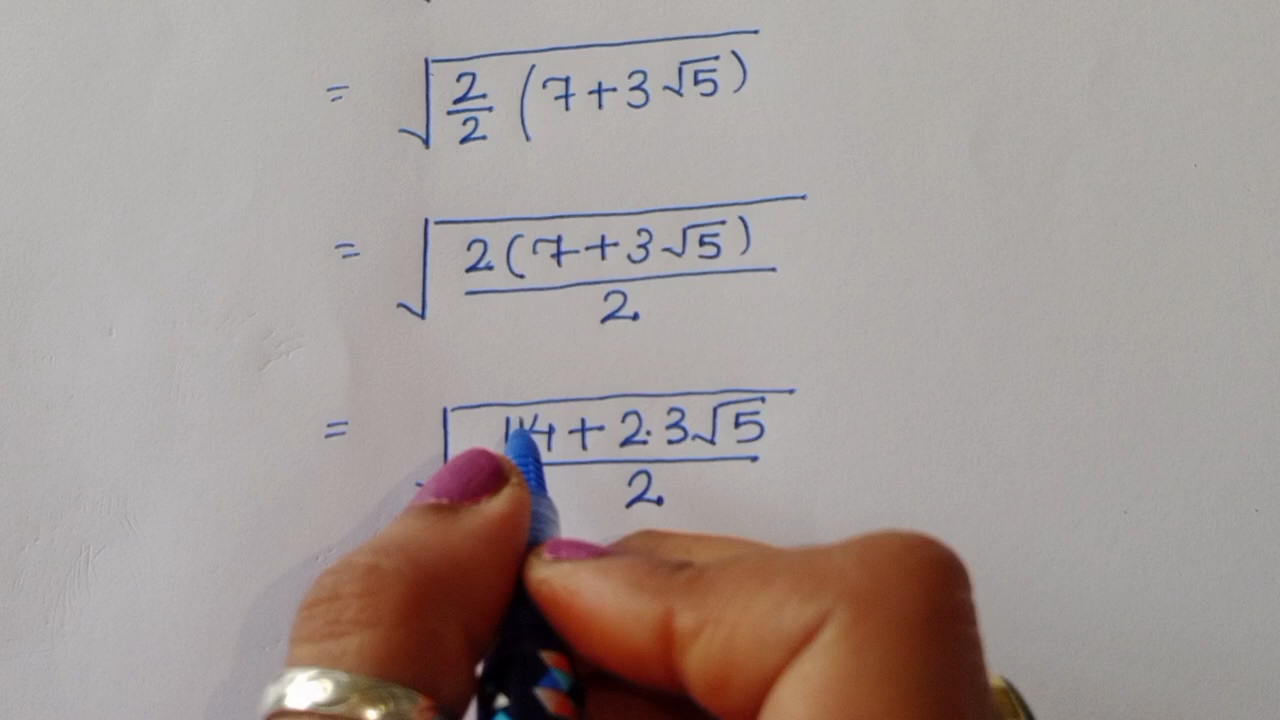 = √(2/2 (7+3√5))
= √(2(7+3√5)/2)
= √(14+2·3√5/2)